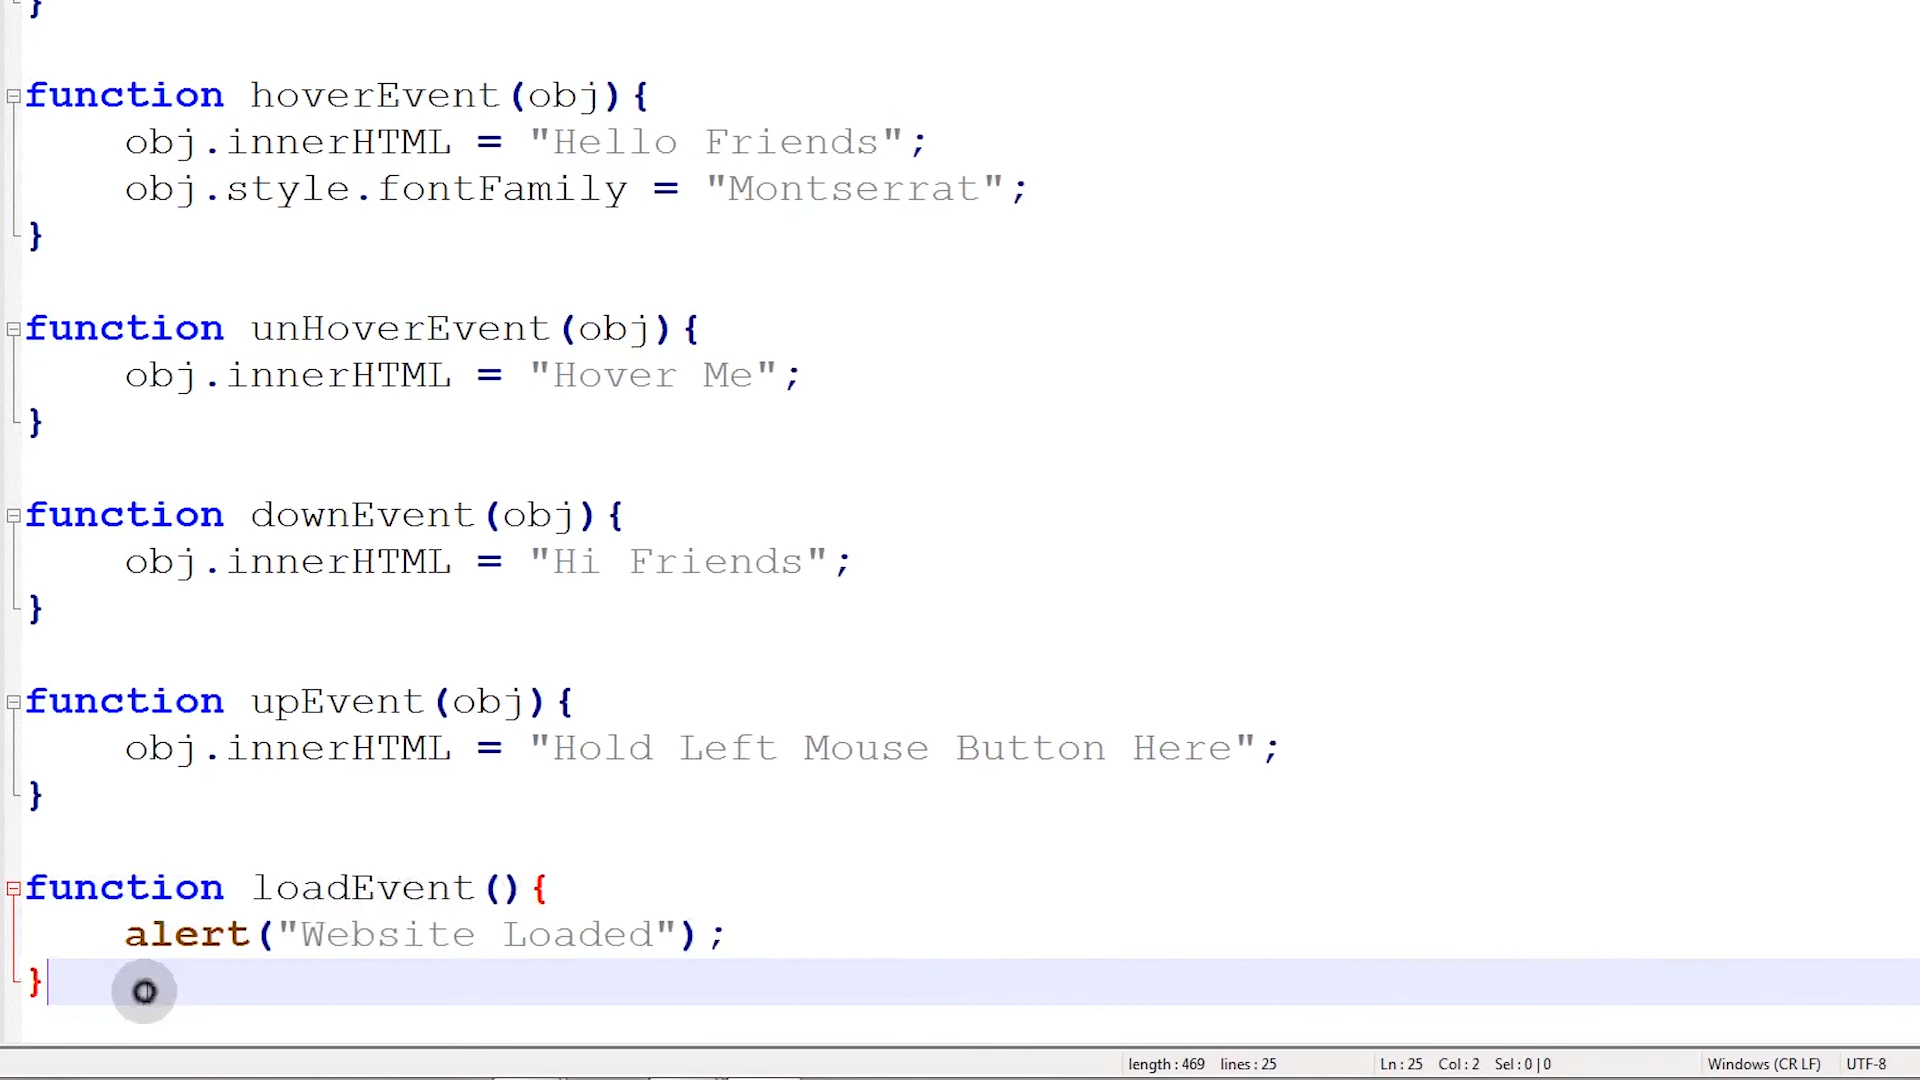 }
function hoverEvent(obj){
    obj.innerHTML = "Hello Friends";
    obj.style.fontFamily = "Montserrat";
}
function unHoverEvent(obj){
    obj.innerHTML = "Hover Me";
}
function downEvent(obj){
    obj.innerHTML = "Hi Friends";
}
function upEvent(obj){
    obj.innerHTML = "Hold Left Mouse Button Here";
}
function loadEvent(){
    alert("Website Loaded");
}
length : 469 lines : 25 Ln : 25 Col : 2 Sel : 0 | 0 Windows (CR LF) UTF-8